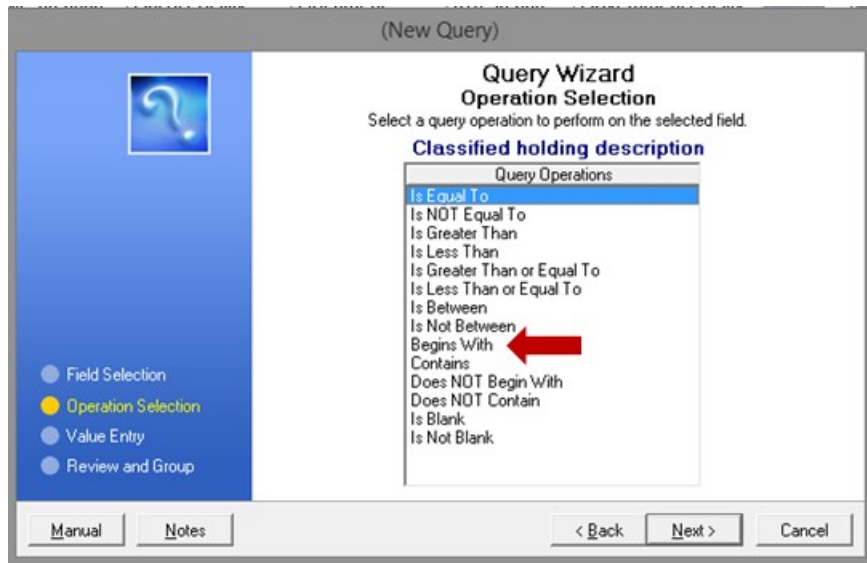 (New Query)
Query Wizard
Operation Selection
Select a query operation to perform on the selected field.
Classified holding description
Query Operations
Is Equal To
Is NOT Equal To
Is Greater Than
Is Less Than
Is Greater Than or Equal To
Is Less Than or Equal To
Is Between
Is Not Between
Begins With
Contains
Does NOT Begin With
Does NOT Contain
Is Blank
Is Not Blank
Field Selection
Operation Selection
Value Entry
Review and Group
Manual Notes < Back Next > Cancel